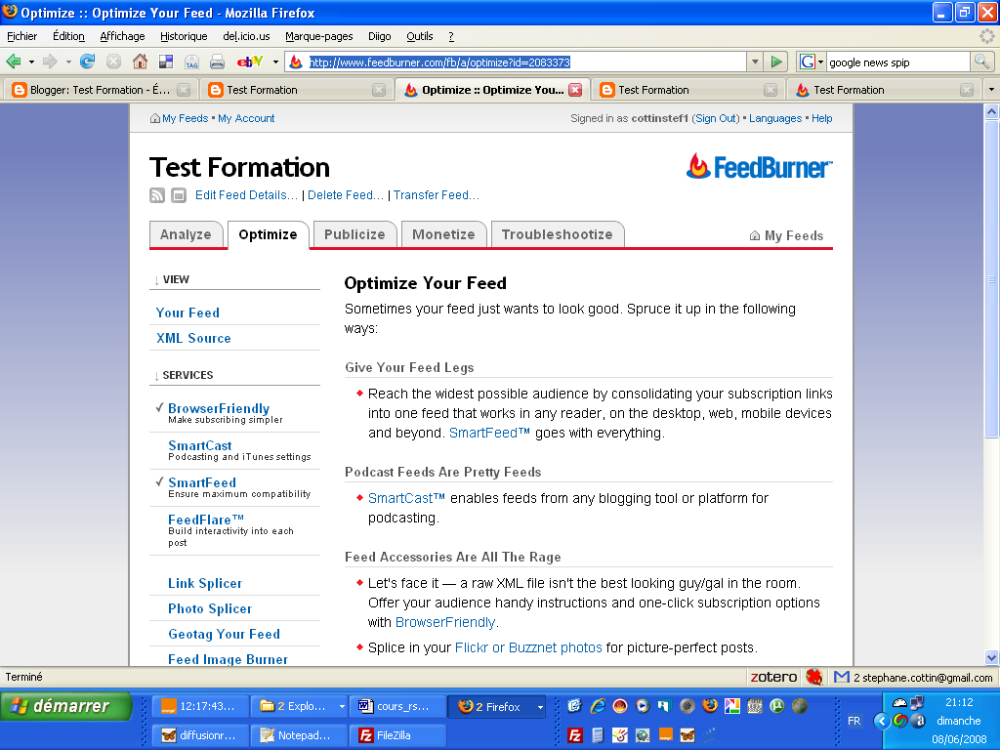 Optimize :: Optimize Your Feed - Mozilla Firefox
Fichier Édition Affichage Historique del.icio.us Marque-pages Diigo Outils ?
TAG ebY http://www.feedburner.com/fb/a/optimize?id=2083373 G google news spip
Blogger: Test Formation - É... Test Formation Optimize :: Optimize You... Test Formation Test Formation
My Feeds • My Account Signed in as cottinstef1 (Sign Out) • Languages • Help
Test Formation FeedBurner™
Edit Feed Details... | Delete Feed... | Transfer Feed...
Analyze Optimize Publicize Monetize Troubleshootize My Feeds
↓ VIEW
Your Feed
XML Source
↓ SERVICES
✓ BrowserFriendly
Make subscribing simpler
SmartCast
Podcasting and iTunes settings
✓ SmartFeed
Ensure maximum compatibility
FeedFlare™
Build interactivity into each
post
Link Splicer
Photo Splicer
Geotag Your Feed
Feed Image Burner
Optimize Your Feed
Sometimes your feed just wants to look good. Spruce it up in the following
ways:
Give Your Feed Legs
Reach the widest possible audience by consolidating your subscription links
into one feed that works in any reader, on the desktop, web, mobile devices
and beyond. SmartFeed™ goes with everything.
Podcast Feeds Are Pretty Feeds
SmartCast™ enables feeds from any blogging tool or platform for
podcasting.
Feed Accessories Are All The Rage
Let's face it — a raw XML file isn't the best looking guy/gal in the room.
Offer your audience handy instructions and one-click subscription options
with BrowserFriendly.
Splice in your Flickr or Buzznet photos for picture-perfect posts.
Terminé zotero 2 stephane.cottin@gmail.com
démarrer 12:17:43... 2 Explo... cours_rs... 2 Firefox
diffusionr... Notepad... FileZilla
FR
21:12
dimanche
08/06/2008